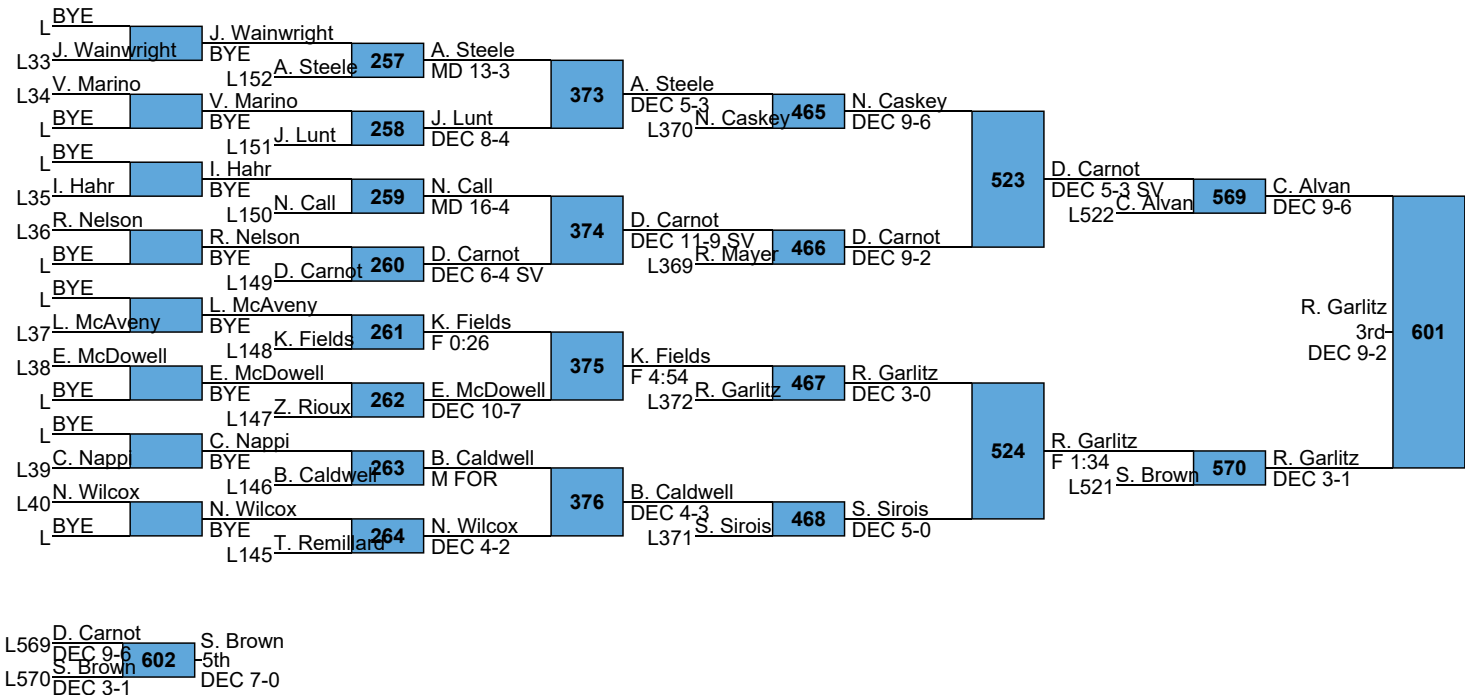 L BYE
L33 J. Wainwright
J. Wainwright
BYE
L152 A. Steele
257
A. Steele
MD 13-3
L34 V. Marino
L BYE
V. Marino
BYE
L151 J. Lunt
258
J. Lunt
DEC 8-4
373
A. Steele
DEC 5-3
L370 N. Caskey
465
N. Caskey
DEC 9-6
L BYE
L35 I. Hahr
I. Hahr
BYE
L150 N. Call
259
N. Call
MD 16-4
L36 R. Nelson
L BYE
R. Nelson
BYE
L149 D. Carnot
260
D. Carnot
DEC 6-4 SV
374
D. Carnot
DEC 11-9 SV
L369 R. Mayer
466
D. Carnot
DEC 9-2
523
D. Carnot
DEC 5-3 SV
L522 C. Alvan
569
C. Alvan
DEC 9-6
L BYE
L37 L. McAveny
L. McAveny
BYE
L148 K. Fields
261
K. Fields
F 0:26
L38 E. McDowell
L BYE
E. McDowell
BYE
L147 Z. Rioux
262
E. McDowell
DEC 10-7
375
K. Fields
F 4:54
L372 R. Garlitz
467
R. Garlitz
DEC 3-0
L BYE
L39 C. Nappi
C. Nappi
BYE
L146 B. Caldwell
263
B. Caldwell
M FOR
L40 N. Wilcox
L BYE
N. Wilcox
BYE
L145 T. Remillard
264
N. Wilcox
DEC 4-2
376
B. Caldwell
DEC 4-3
L371 S. Sirois
468
S. Sirois
DEC 5-0
524
R. Garlitz
F 1:34
L521 S. Brown
570
R. Garlitz
DEC 3-1
R. Garlitz
3rd
DEC 9-2
601
L569 D. Carnot
DEC 9-6
L570 S. Brown
DEC 3-1
602
S. Brown
5th
DEC 7-0